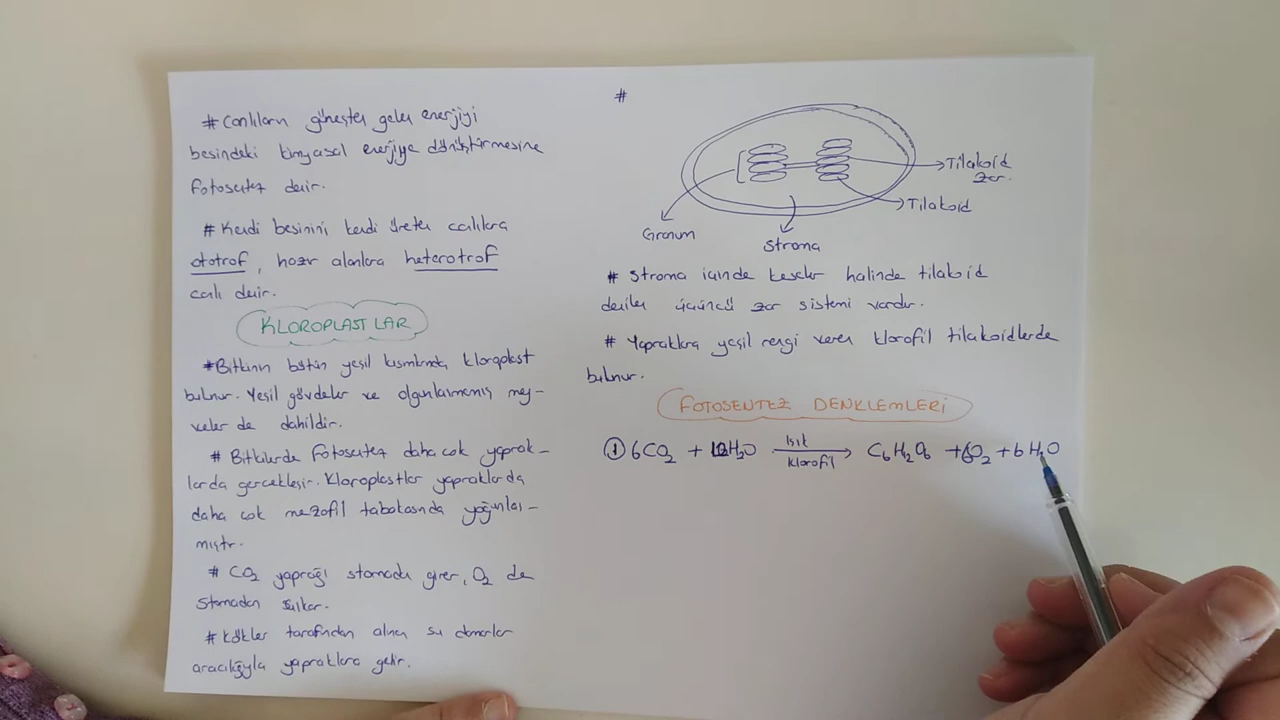 # Canlıların güneşten gelen enerjiyi
besindeki kimyasal enerjiye dönüştürmesine
fotosentez denir.
# Kendi besinini kendi üreten canlılara
ototrof, hazır alanlara heterotrof
canlı denir.
KLOROPLASTLAR
# Bitkinin bütün yeşil kısımlarında kloroplast
bulunur. Yeşil gövdeler ve olgunlaşmamış mey-
veler de dahildir.
# Bitkilerde fotosentez daha çok yaprak-
larda gerçekleşir. Kloroplastlar yapraklarda
daha çok mezofil tabakasında yoğunlaş-
mıştır.
# CO₂ yaprağa stomada girer, O₂ de
stomadan çıkar.
# Kökler tarafından alınan su damarlar
aracılığıyla yapraklara gelir.
#
Tilakoid
zar.
Tilakoid
Granum
Stroma
# Stroma içinde keseler halinde tilakoid
denilen üçüncü zar sistemi vardır.
# Yapraklara yeşil rengi veren klorofil tilakoidlerde
bulunur.
FOTOSENTEZ DENKLEMLERİ
① 6CO₂ + 12H₂O Işık Klorofil → C₆H₁₂O₆ + 6O₂ + 6H₂O